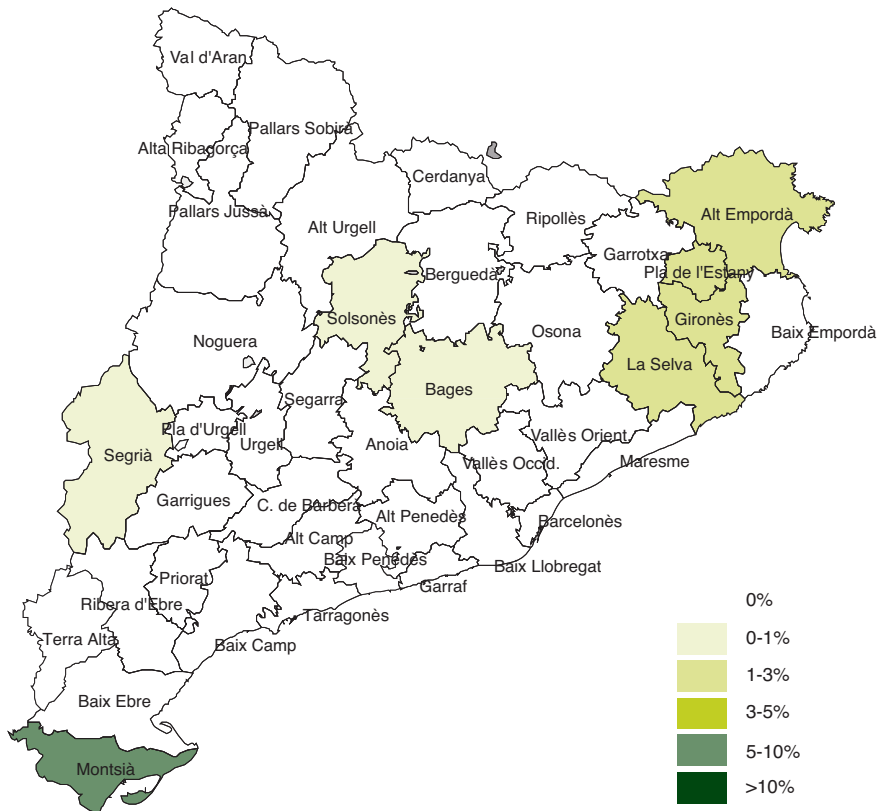 Val d'Aran
Pallars Sobirà
Alta Ribagorça
Cerdanya
Pallars Jussà
Alt Urgell
Ripollès
Alt Empordà
Garrotxa
Berguedà
Pla de l'Estany
Solsonès
Gironès
Noguera
Osona
Baix Empordà
La Selva
Bages
Segarra
Pla d'Urgell
Urgell
Anoia
Vallès Orient.
Segrià
Vallès Occid.
Maresme
Garrigues
C. de Barberà
Alt Penedès
Barcelonès
Alt Camp
Baix Penedès
Baix Llobregat
Priorat
Garraf
Ribera d'Ebre
Tarragonès
Terra Alta
Baix Camp
Baix Ebre
Montsià
0%
0-1%
1-3%
3-5%
5-10%
>10%